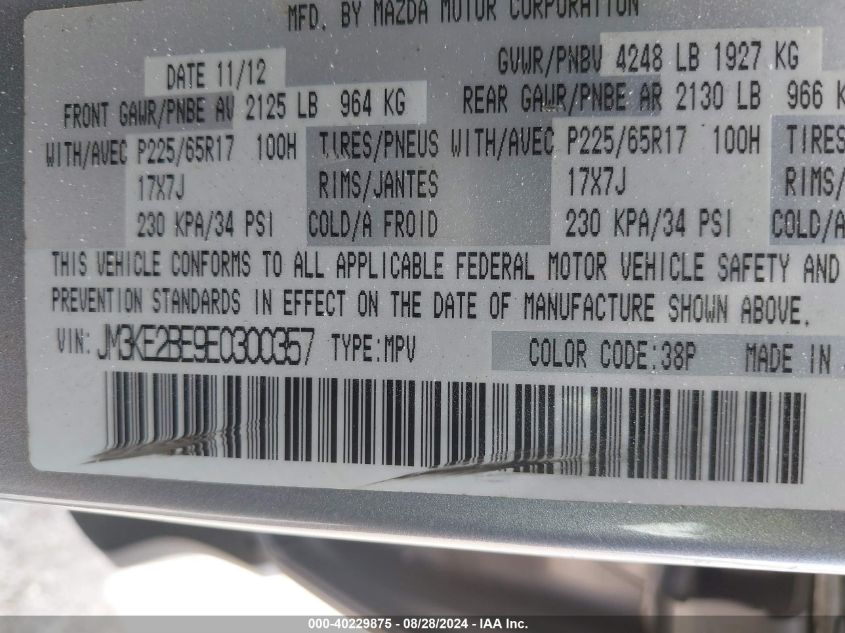 MFD. BY MAZDA MOTOR CORPORATION
DATE 11/12 GVWR/PNBV 4248 LB 1927 KG
FRONT GAWR/PNBE AV 2125 LB 964 KG REAR GAWR/PNBE AR 2130 LB 966 K
WITH/AVEC P225/65R17 100H TIRES/PNEUS WITH/AVEC P225/65R17 100H TIRES
17X7J RIMS/JANTES 17X7J RIMS/
230 KPA/34 PSI COLD/A FROID 230 KPA/34 PSI COLD/A
THIS VEHICLE CONFORMS TO ALL APPLICABLE FEDERAL MOTOR VEHICLE SAFETY AND
PREVENTION STANDARDS IN EFFECT ON THE DATE OF MANUFACTURE SHOWN ABOVE.
VIN: JM3KE2BE9E0300357 TYPE:MPV COLOR CODE:38P MADE IN
000-40229875 - 08/28/2024 - IAA Inc.